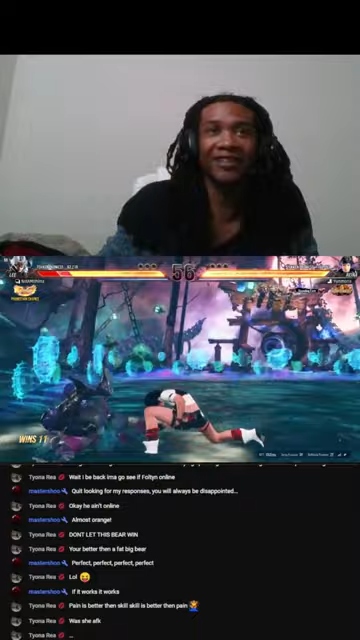 LEE
56
WINS 11
Tyona Rea Wait i be back ima go see if Foltyn online
mastershoo Quit looking for my responses, you will always be disappointed...
Tyona Rea Okay he ain't online
mastershoo Almost orange!
Tyona Rea DONT LET THIS BEAR WIN
Tyona Rea Your better then a fat big bear
mastershoo Perfect, perfect, perfect, perfect
Tyona Rea Lol 😝
mastershoo If it works it works
Tyona Rea Pain is better then skill skill is better then pain
Tyona Rea Was she afk
Tyona Rea ...